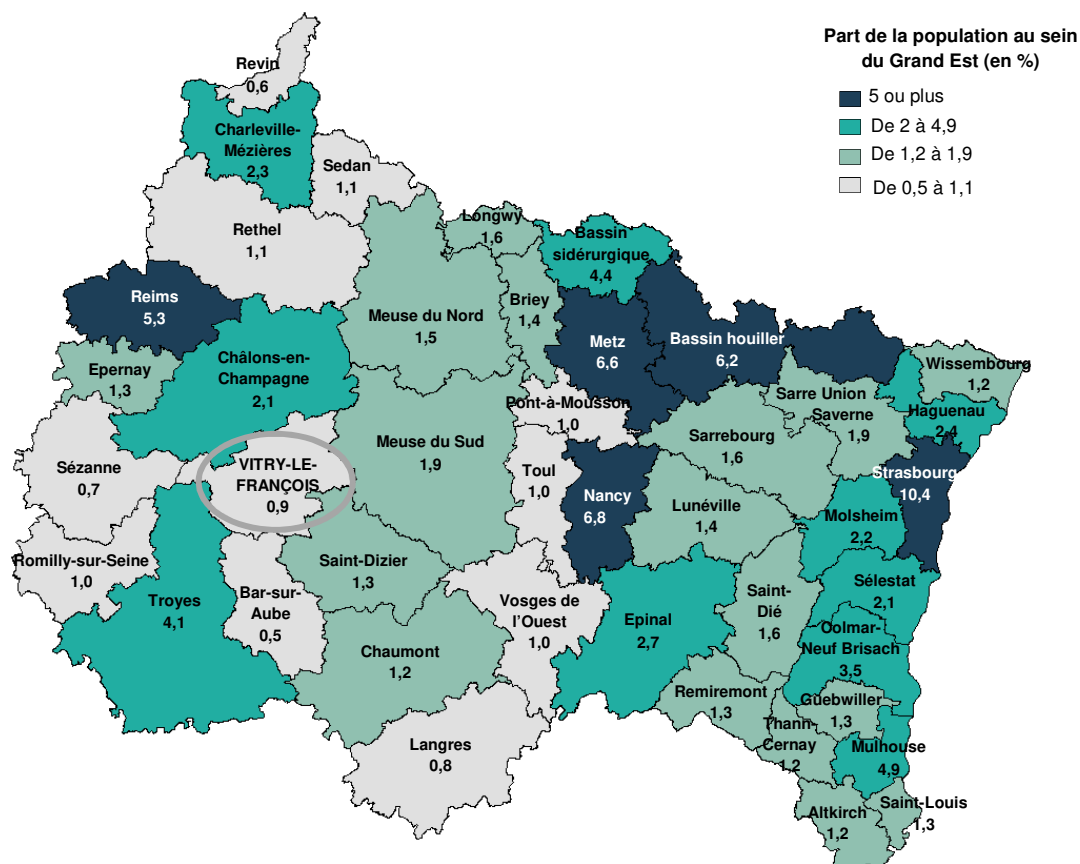 Part de la population au sein
du Grand Est (en %)
5 ou plus
De 2 à 4,9
De 1,2 à 1,9
De 0,5 à 1,1
Revin
0,6
Charleville-
Mézières
2,3
Sedan
1,1
Rethel
1,1
Longwy
1,6
Bassin
sidérurgique
4,4
Reims
5,3
Briey
1,4
Meuse du Nord
1,5
Metz
6,6
Bassin houiller
6,2
Epernay
1,3
Châlons-en-
Champagne
2,1
Wissembourg
1,2
Pont-à-Mousson
1,0
Sarre Union
Saverne
1,9
Haguenau
2,4
Meuse du Sud
1,9
Sarrebourg
1,6
Sézanne
0,7
VITRY-LE-
FRANÇOIS
0,9
Toul
1,0
Nancy
6,8
Lunéville
1,4
Strasbourg
10,4
Molsheim
2,2
Romilly-sur-Seine
1,0
Saint-Dizier
1,3
Troyes
4,1
Bar-sur-
Aube
0,5
Vosges de
l'Ouest
1,0
Epinal
2,7
Saint-
Dié
1,6
Sélestat
2,1
Chaumont
1,2
Colmar-
Neuf Brisach
3,5
Remiremont
1,3
Guebwiller
1,3
Thann-
Cernay
1,2
Langres
0,8
Mulhouse
4,9
Altkirch
1,2
Saint-Louis
1,3